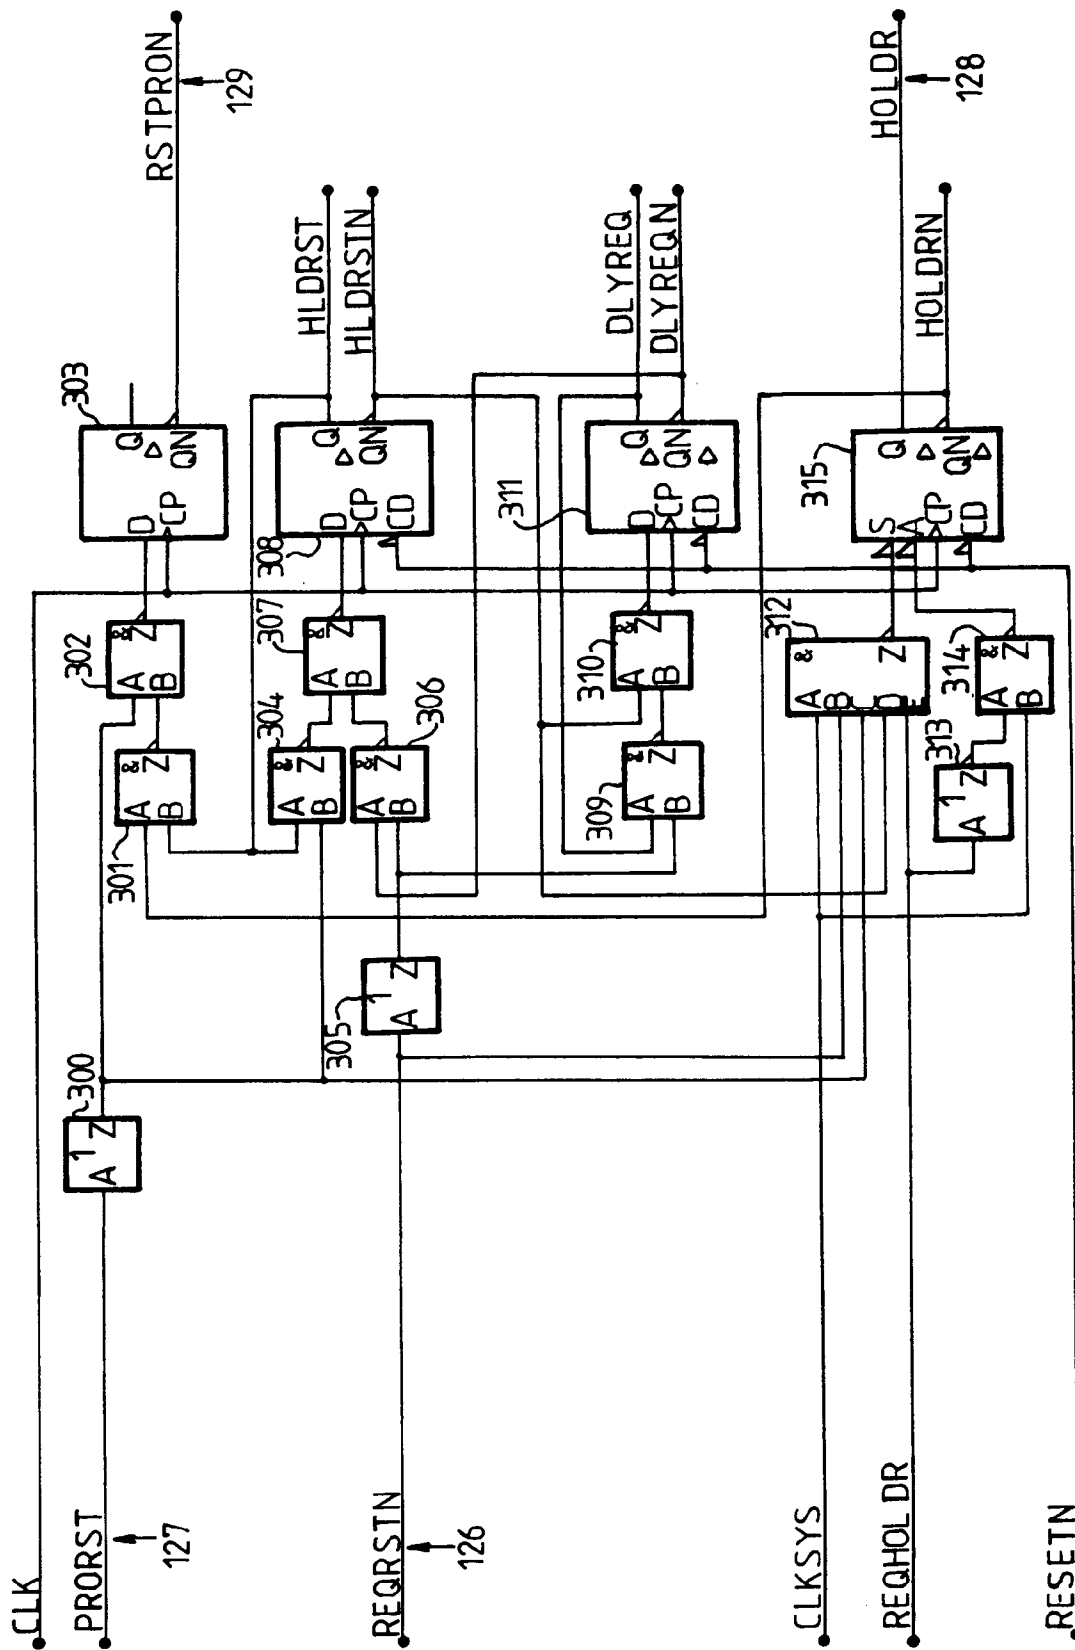 CLK
PRORST
127
REQRSTN
126
CLKSYS
REQHOLDR
RESETN
300
A 1 Z
305
A 1 Z
301
A & Z
B
302
A & Z
B
303
D Q
CP QN
304
A & Z
B
306
A & Z
B
307
A & Z
B
308
D Q
CP QN
CD
309
A & Z
B
310
A & Z
B
311
D Q
CP QN
CD
312
A &
B
C
D Z
E
313
A 1 Z
314
A & Z
B
315
S Q
A
CP QN
CD
RSTPRON
129
HLDRST
HLDRSTN
DLYREQ
DLYREQN
HOLDR
128
HOLDRN